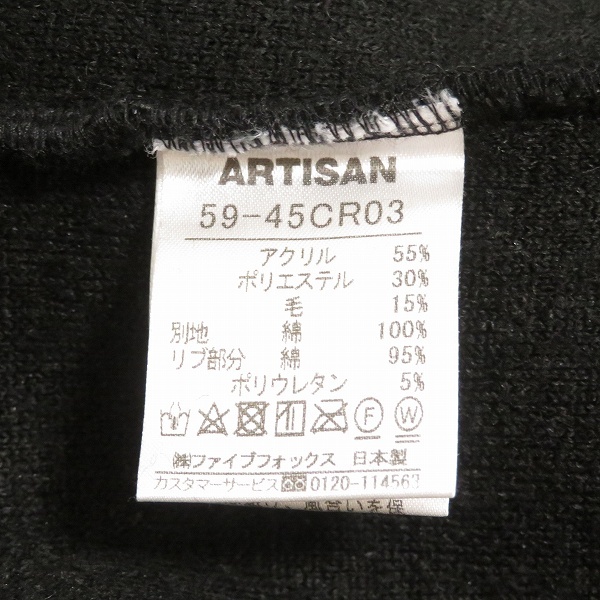 ARTISAN
59-45CR03
アクリル 55%
ポリエステル 30%
毛 15%
別地 綿 100%
リブ部分 綿 95%
ポリウレタン 5%
F W
㈱ファイブフォックス 日本製
カスタマーサービス 0120-114563